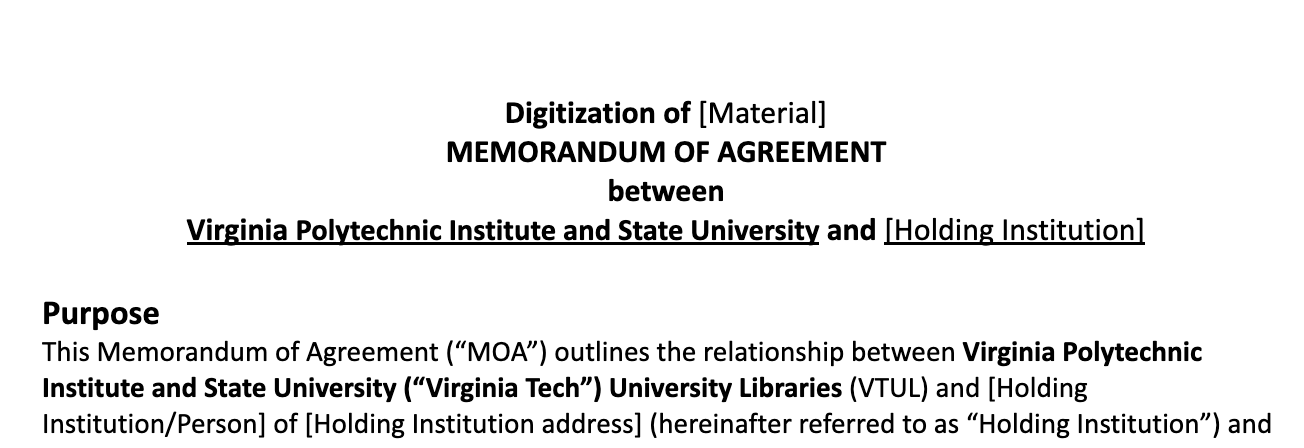 Digitization of [Material]
MEMORANDUM OF AGREEMENT
between
Virginia Polytechnic Institute and State University and [Holding Institution]
Purpose
This Memorandum of Agreement (“MOA”) outlines the relationship between Virginia Polytechnic
Institute and State University (“Virginia Tech”) University Libraries (VTUL) and [Holding
Institution/Person] of [Holding Institution address] (hereinafter referred to as “Holding Institution”) and